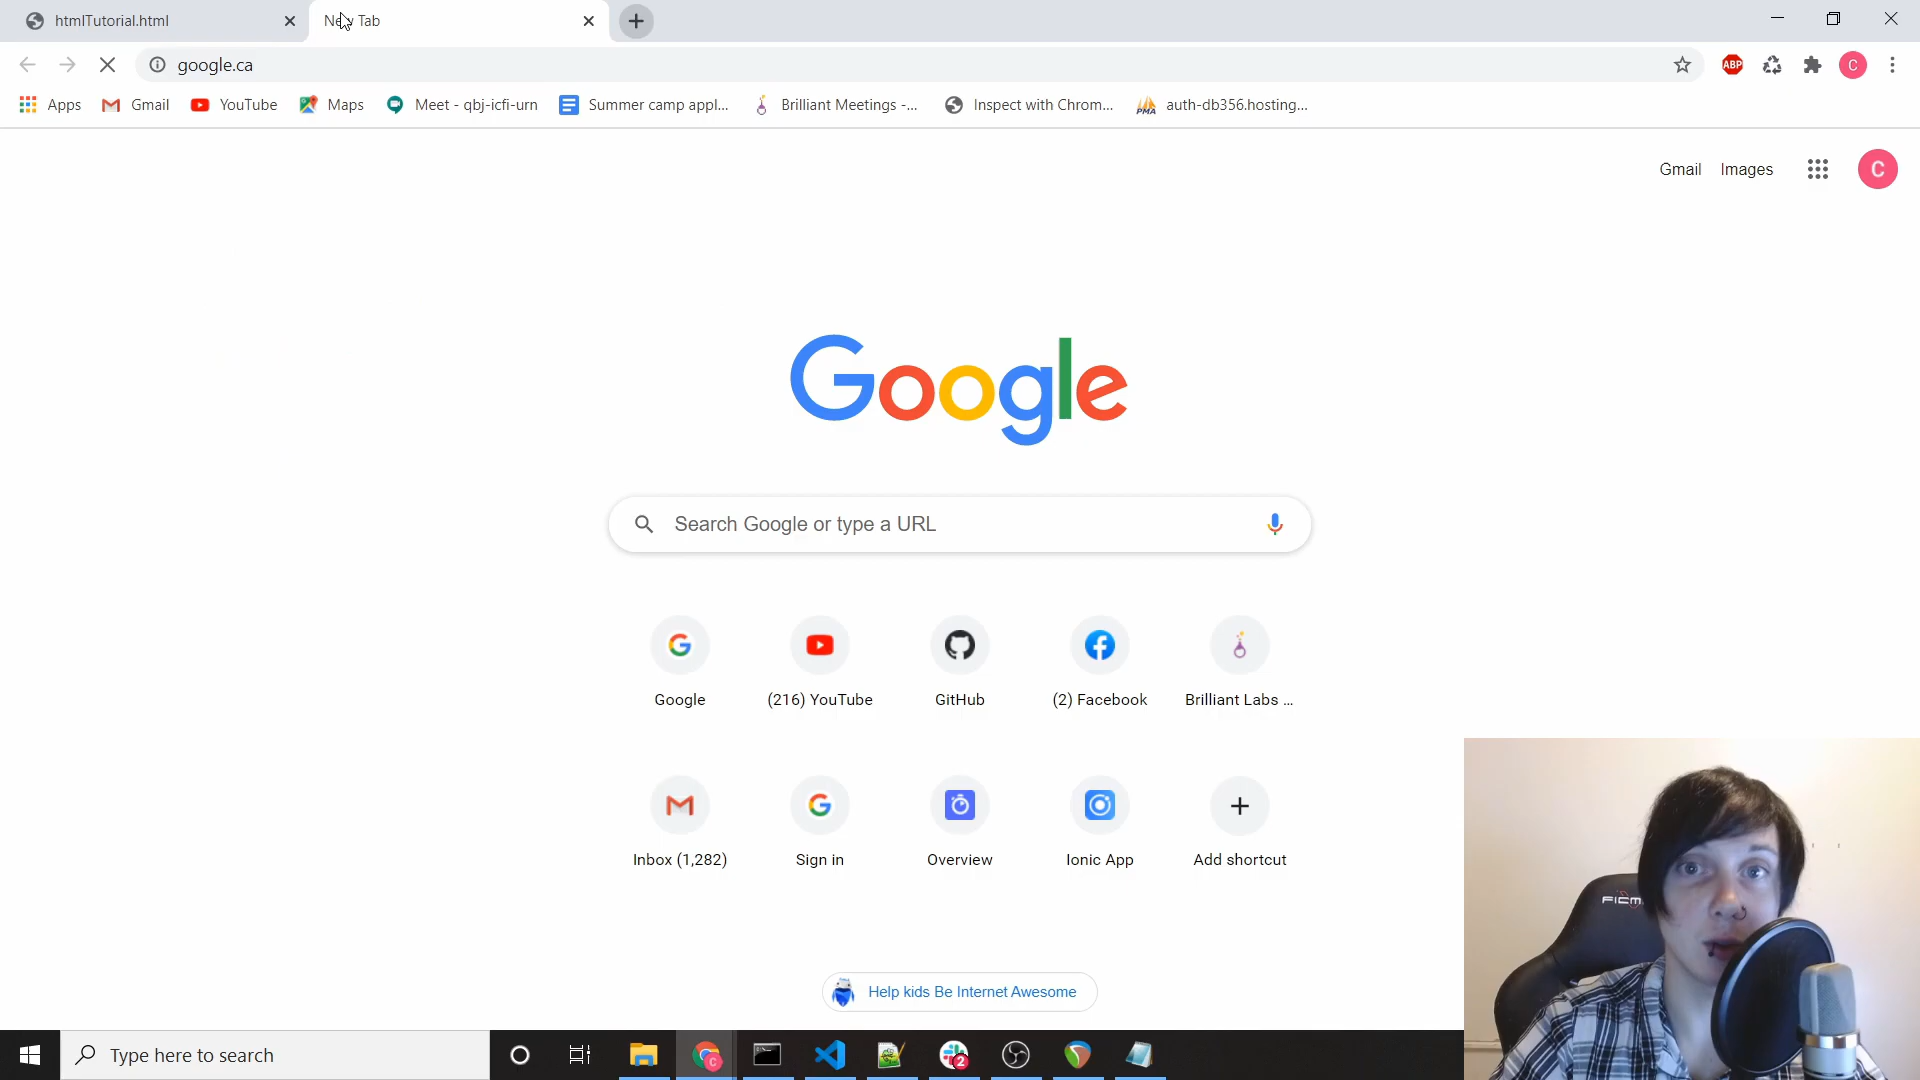 htmlTutorial.html
New Tab
google.ca
ABP
C
Apps
Gmail
YouTube
Maps
Meet - qbj-icfi-urn
Summer camp appl...
Brilliant Meetings -...
Inspect with Chrom...
PMA
auth-db356.hosting...
Gmail
Images
C
Google
Search Google or type a URL
Google
(216) YouTube
GitHub
(2) Facebook
Brilliant Labs ...
Inbox (1,282)
Sign in
Overview
Ionic App
Add shortcut
Help kids Be Internet Awesome
Type here to search
C
2